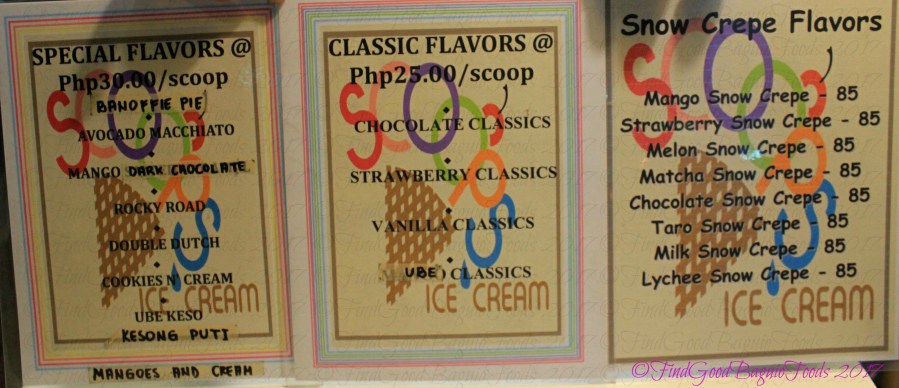 SPECIAL FLAVORS @
Php30.00/scoop
BANOFFIE PIE
AVOCADO MACCHIATO
MANGO DARK CHOCOLATE
ROCKY ROAD
DOUBLE DUTCH
COOKIES N' CREAM
UBE KESO
KESONG PUTI
MANGOES AND CREAM
ICE CREAM
CLASSIC FLAVORS @
Php25.00/scoop
CHOCOLATE CLASSICS
STRAWBERRY CLASSICS
VANILLA CLASSICS
UBE CLASSICS
ICE CREAM
Snow Crepe Flavors
Mango Snow Crepe - 85
Strawberry Snow Crepe - 85
Melon Snow Crepe - 85
Matcha Snow Crepe - 85
Chocolate Snow Crepe - 85
Taro Snow Crepe - 85
Milk Snow Crepe - 85
Lychee Snow Crepe - 85
ICE CREAM
©FindGoodBaguioFoods 2017